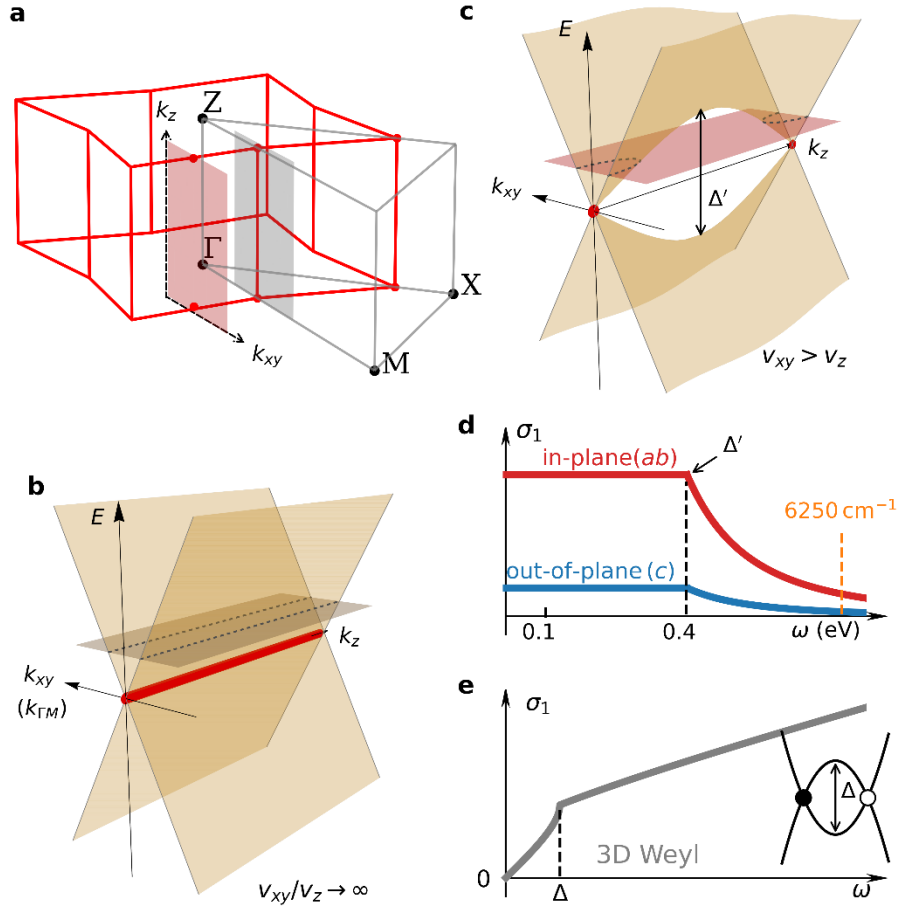 a
Z
k_z
Γ
X
k_xy
M
b
E
k_z
k_xy
(k_ΓM)
v_xy/v_z → ∞
c
E
k_z
k_xy
Δ′
v_xy > v_z
d
σ_1
Δ′
in-plane(ab)
6250 cm⁻¹
out-of-plane (c)
0.1
0.4
ω (eV)
e
σ_1
Δ
3D Weyl
0
Δ
ω